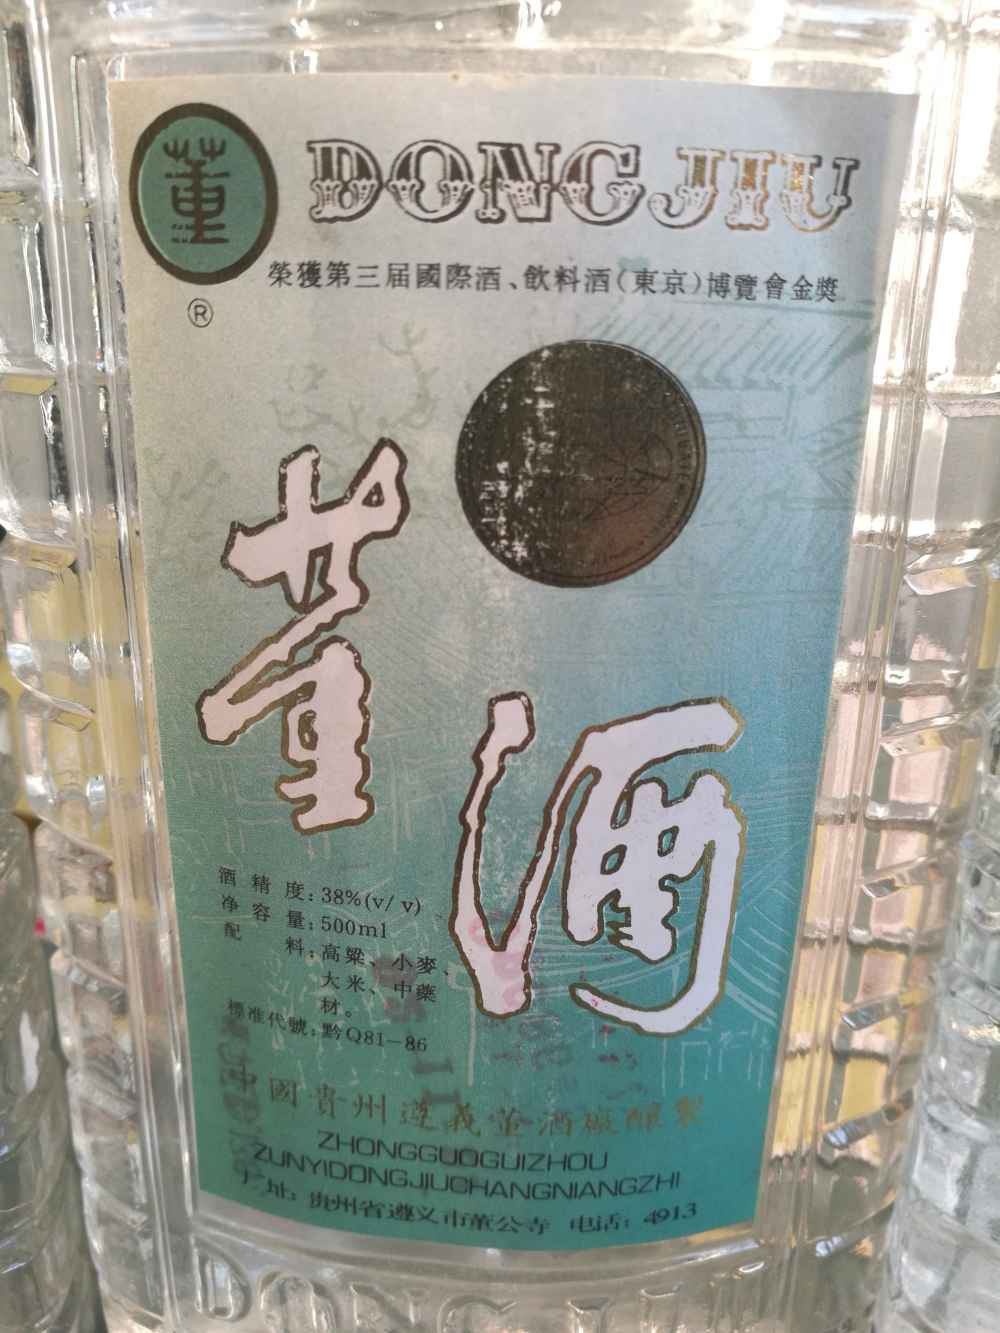 董
DONG JIU
榮獲第三届國際酒、飲料酒(東京)博覽會金獎
®
董酒
酒精度:38%(v/v)
净容量:500ml
配料:高粱、小麥、
大米、中藥
材。
標准代號:黔Q81-86
中國貴州遵義董酒廠釀製
ZHONGGUOGUIZHOU
ZUNYIDONGJIUCHANGNIANGZHI
厂址:贵州省遵义市董公寺 电话:4913
DONG JIU